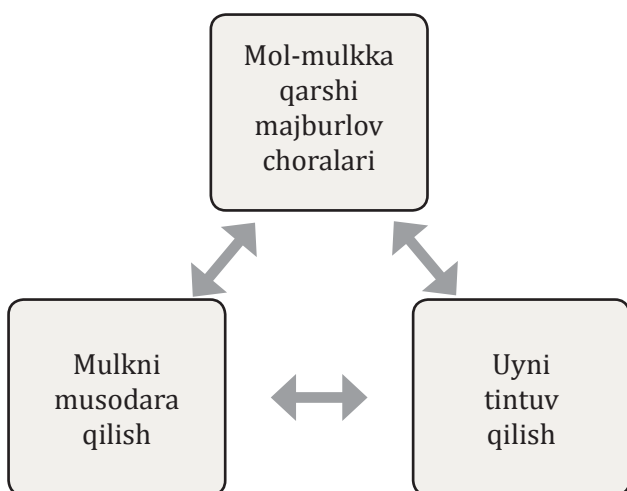 Mol-mulkka
qarshi
majburlov
choralari
Mulkni
musodara
qilish
Uyni
tintuv
qilish